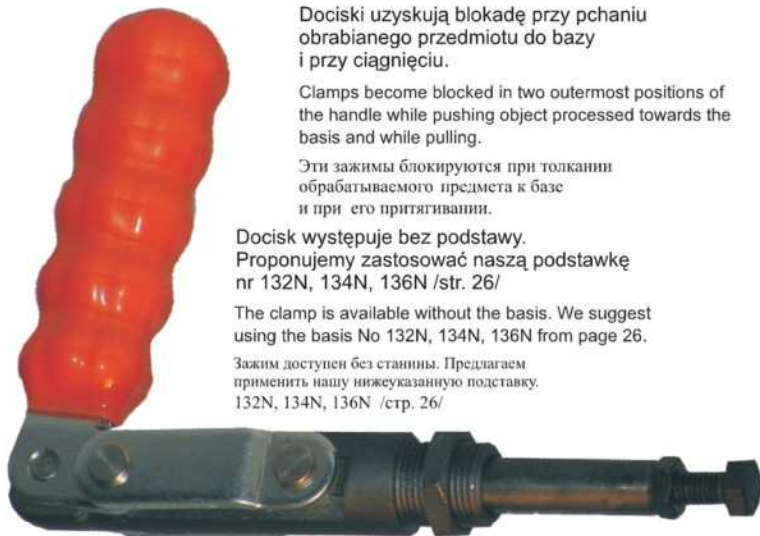 Dociski uzyskują blokadę przy pchaniu
obrabianego przedmiotu do bazy
i przy ciągnięciu.
Clamps become blocked in two outermost positions of
the handle while pushing object processed towards the
basis and while pulling.
Эти зажимы блокируются при толкании
обрабатываемого предмета к базе
и при его притягивании.
Docisk występuje bez podstawy.
Proponujemy zastosować naszą podstawkę
nr 132N, 134N, 136N /str. 26/
The clamp is available without the basis. We suggest
using the basis No 132N, 134N, 136N from page 26.
Зажим доступен без станины. Предлагаем
применить нашу нижеуказанную подставку.
132N, 134N, 136N /стр. 26/